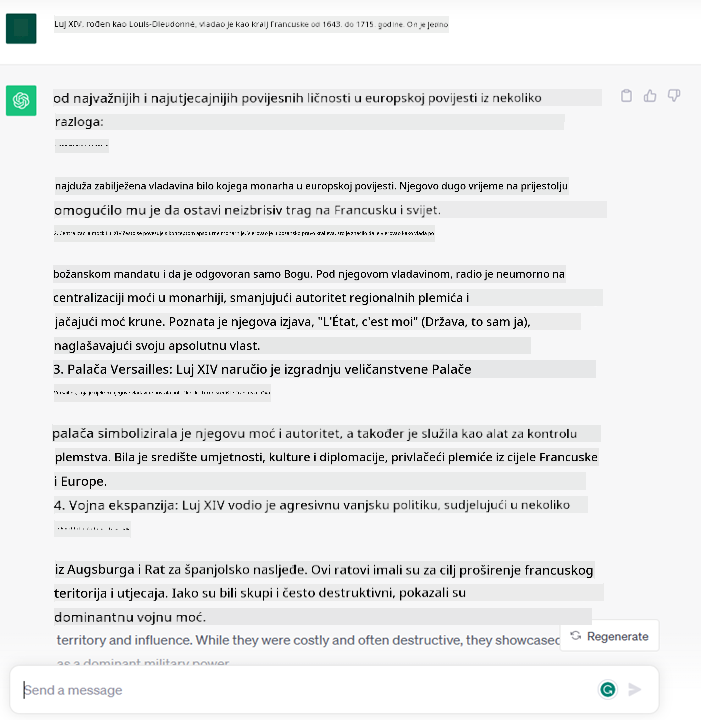 Luj XIV, rođen kao Louis-Dieudonné, vladao je kao kralj Francuske od 1643. do 1715. godine. On je jedno
od najvažnijih i najutjecajnijih povijesnih ličnosti u europskoj povijesti iz nekoliko
razloga:
najduža zabilježena vladavina bilo kojega monarha u europskoj povijesti. Njegovo dugo vrijeme na prijestolju
omogućilo mu je da ostavi neizbrisiv trag na Francusku i svijet.
božanskom mandatu i da je odgovoran samo Bogu. Pod njegovom vladavinom, radio je neumorno na
centralizaciji moći u monarhiji, smanjujući autoritet regionalnih plemića i
jačajući moć krune. Poznata je njegova izjava, "L'État, c'est moi" (Država, to sam ja),
naglašavajući svoju apsolutnu vlast.
3. Palača Versailles: Luj XIV naručio je izgradnju veličanstvene Palače
palača simbolizirala je njegovu moć i autoritet, a također je služila kao alat za kontrolu
plemstva. Bila je središte umjetnosti, kulture i diplomacije, privlačeći plemiće iz cijele Francuske
i Europe.
4. Vojna ekspanzija: Luj XIV vodio je agresivnu vanjsku politiku, sudjelujući u nekoliko
iz Augsburga i Rat za španjolsko nasljeđe. Ovi ratovi imali su za cilj proširenje francuskog
teritorija i utjecaja. Iako su bili skupi i često destruktivni, pokazali su
dominantnu vojnu moć.
territory and influence. While they were costly and often destructive, they showcased
Regenerate
as a dominant military power
Send a message